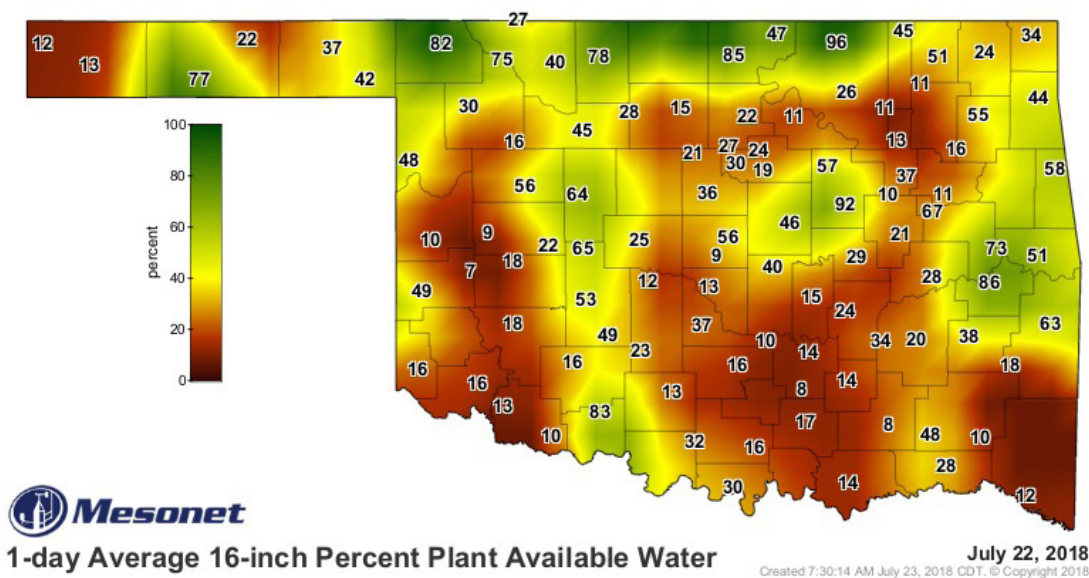 27
12 22 37 82 75 40 78 47 85 96 45 51 24 34
13 77 42
30 28 15 22 11 26 11 11 55 44
100
16 45 21 27 24 30 19 13 16
80
48 56 64 36 57 92 10 37 11 67 58
60
10 9 22 65 25 56 46 21 73 51
percent
7 18 9 40 29 28 86
40
49 53 12 13 15 24
20
18 49 37 10 14 34 20 38 63
0
16 16 23 16 18
16 13 13 8 14
10 83 32 16 17 8 48 10
30 14 28 12
Mesonet
1-day Average 16-inch Percent Plant Available Water
July 22, 2018
Created 7:30:14 AM July 23, 2018 CDT. © Copyright 2018